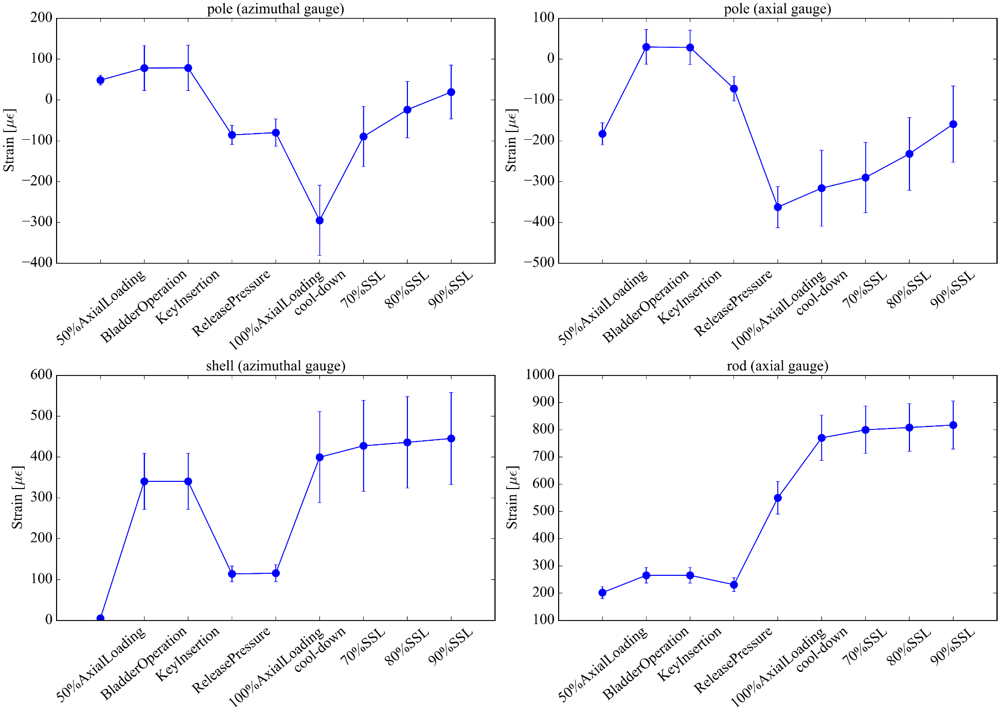 pole (azimuthal gauge)
200
100
0
−100
−200
−300
−400
Strain [με]
50%AxialLoading
BladderOperation
KeyInsertion
ReleasePressure
100%AxialLoading
cool-down
70%SSL
80%SSL
90%SSL
pole (axial gauge)
100
0
−100
−200
−300
−400
−500
Strain [με]
50%AxialLoading
BladderOperation
KeyInsertion
ReleasePressure
100%AxialLoading
cool-down
70%SSL
80%SSL
90%SSL
shell (azimuthal gauge)
600
500
400
300
200
100
0
Strain [με]
50%AxialLoading
BladderOperation
KeyInsertion
ReleasePressure
100%AxialLoading
cool-down
70%SSL
80%SSL
90%SSL
rod (axial gauge)
1000
900
800
700
600
500
400
300
200
100
Strain [με]
50%AxialLoading
BladderOperation
KeyInsertion
ReleasePressure
100%AxialLoading
cool-down
70%SSL
80%SSL
90%SSL